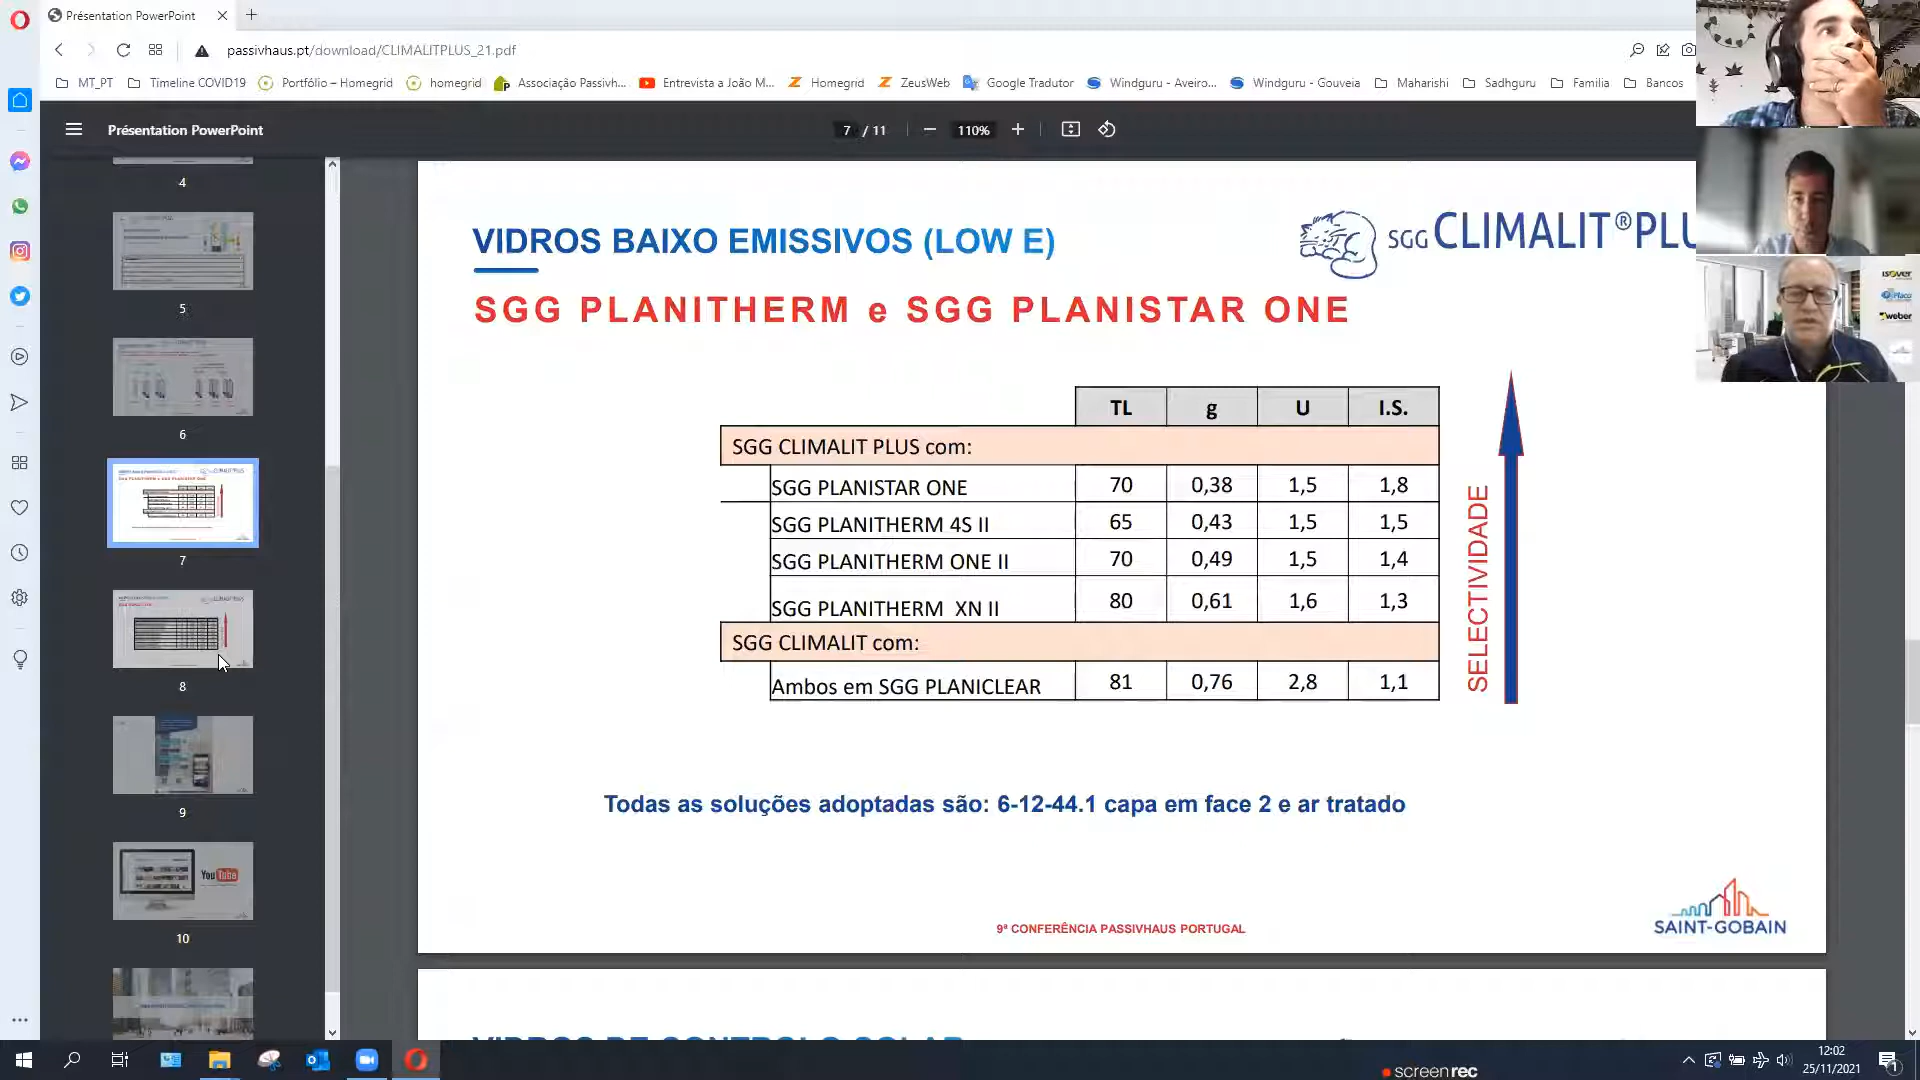 Présentation PowerPoint
passivhaus.pt/download/CLIMALITPLUS_21.pdf
MT_PT
Timeline COVID19
Portfólio – Homegrid
homegrid
Associação Passivh...
Entrevista a João M...
Homegrid
ZeusWeb
Google Tradutor
Windguru - Aveiro...
Windguru - Gouveia
Maharishi
Sadhguru
Familia
Bancos
Présentation PowerPoint
7 / 11
110%
4
5
6
7
8
YouTube
9
10
VIDROS BAIXO EMISSIVOS (LOW E)
SGG CLIMALIT®PLU
SGG PLANITHERM e SGG PLANISTAR ONE
TL g U I.S.
SGG CLIMALIT PLUS com:
SGG PLANISTAR ONE 70 0,38 1,5 1,8
SGG PLANITHERM 4S II 65 0,43 1,5 1,5
SGG PLANITHERM ONE II 70 0,49 1,5 1,4
SGG PLANITHERM XN II 80 0,61 1,6 1,3
SGG CLIMALIT com:
Ambos em SGG PLANICLEAR 81 0,76 2,8 1,1
SELECTIVIDADE
Todas as soluções adoptadas são: 6-12-44.1 capa em face 2 e ar tratado
9ª CONFERÊNCIA PASSIVHAUS PORTUGAL
SAINT-GOBAIN
isover
Placo
weber
12:02
25/11/2021
1
screenrec